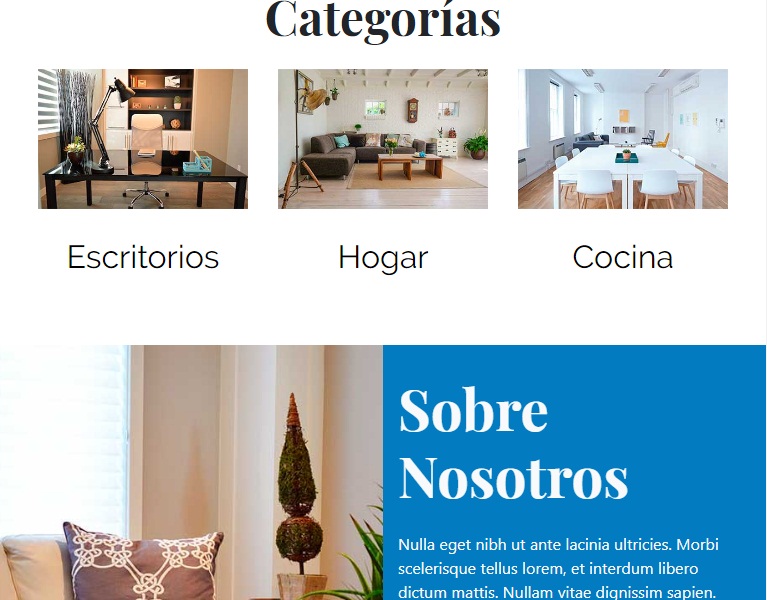 Categorías
Escritorios
Hogar
Cocina
Sobre
Nosotros
Nulla eget nibh ut ante lacinia ultricies. Morbi
scelerisque tellus lorem, et interdum libero
dictum mattis. Nullam vitae dignissim sapien.